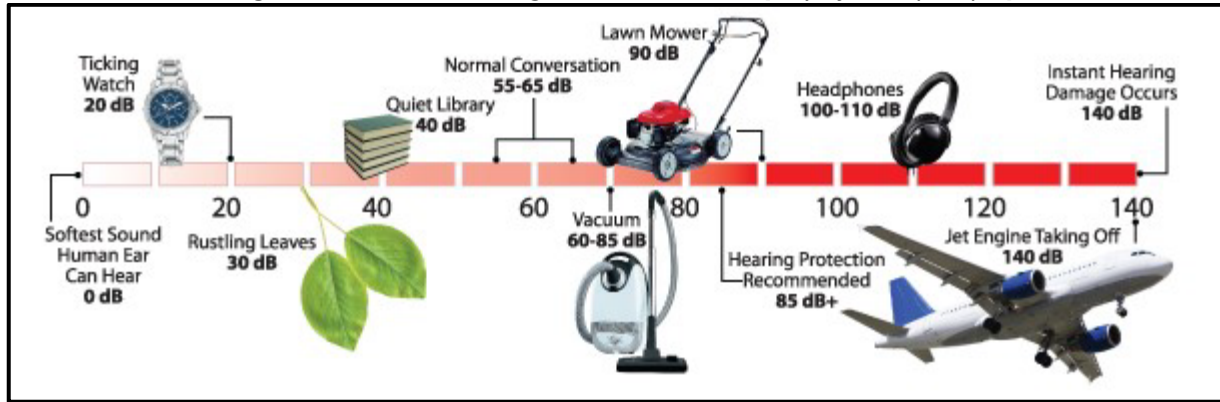 Ticking
Watch
20 dB
Quiet Library
40 dB
Normal Conversation
55-65 dB
Lawn Mower
90 dB
Headphones
100-110 dB
Instant Hearing
Damage Occurs
140 dB
0
20
40
60
80
100
120
140
Softest Sound
Human Ear
Can Hear
0 dB
Rustling Leaves
30 dB
Vacuum
60-85 dB
Hearing Protection
Recommended
85 dB+
Jet Engine Taking Off
140 dB